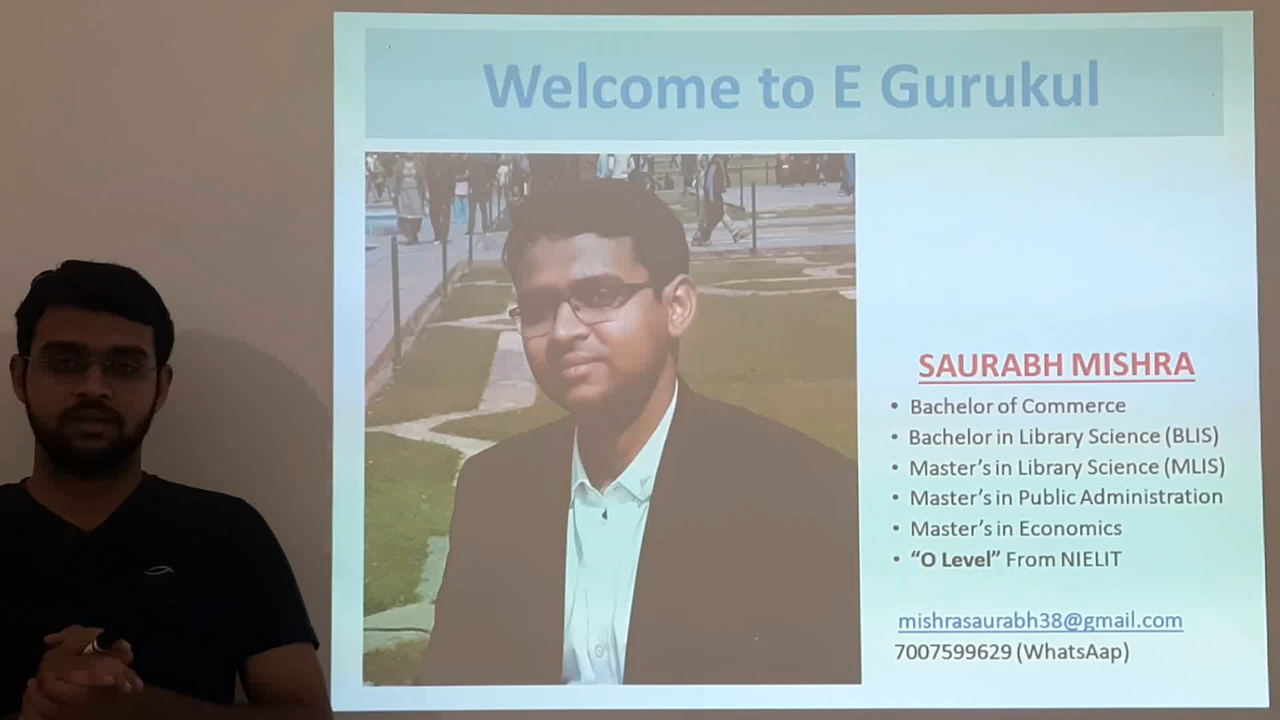 Welcome to E Gurukul
SAURABH MISHRA
• Bachelor of Commerce
• Bachelor in Library Science (BLIS)
• Master's in Library Science (MLIS)
• Master's in Public Administration
• Master's in Economics
• “O Level” From NIELIT
mishrasaurabh38@gmail.com
7007599629 (WhatsAap)